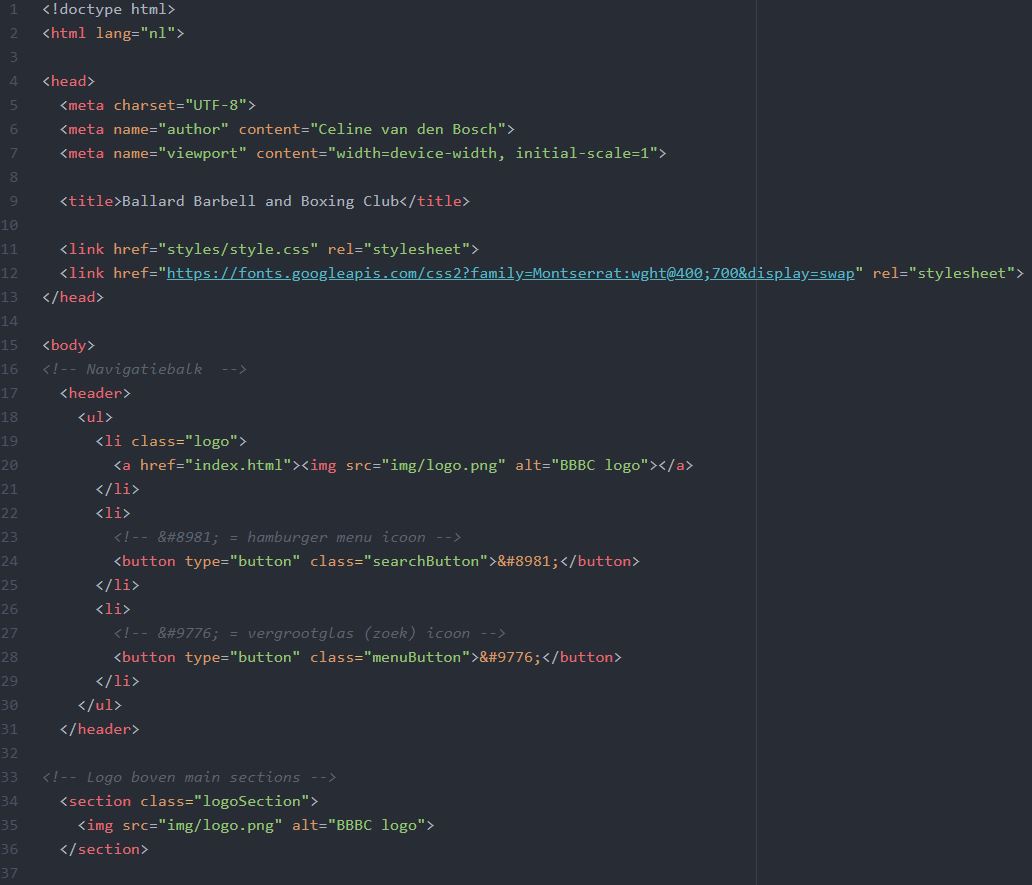 1 <!doctype html>
2 <html lang="nl">
3
4 <head>
5 <meta charset="UTF-8">
6 <meta name="author" content="Celine van den Bosch">
7 <meta name="viewport" content="width=device-width, initial-scale=1">
8
9 <title>Ballard Barbell and Boxing Club</title>
10
11 <link href="styles/style.css" rel="stylesheet">
12 <link href="https://fonts.googleapis.com/css2?family=Montserrat:wght@400;700&display=swap" rel="stylesheet">
13 </head>
14
15 <body>
16 <!-- Navigatiebalk  -->
17 <header>
18 <ul>
19 <li class="logo">
20 <a href="index.html"><img src="img/logo.png" alt="BBBC logo"></a>
21 </li>
22 <li>
23 <!-- &#8981; = hamburger menu icoon -->
24 <button type="button" class="searchButton">&#8981;</button>
25 </li>
26 <li>
27 <!-- &#9776; = vergrootglas (zoek) icoon -->
28 <button type="button" class="menuButton">&#9776;</button>
29 </li>
30 </ul>
31 </header>
32
33 <!-- Logo boven main sections -->
34 <section class="logoSection">
35 <img src="img/logo.png" alt="BBBC logo">
36 </section>
37